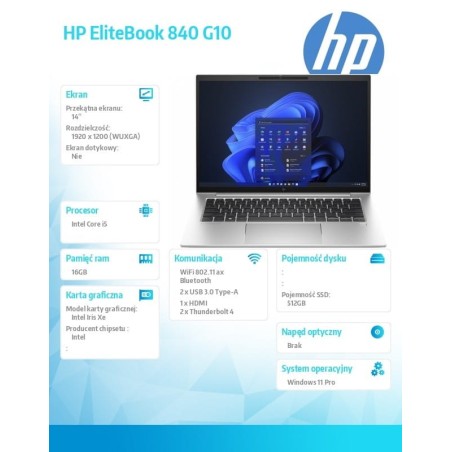 HP EliteBook 840 G10
hp
Ekran
Przekątna ekranu:
14"
Rozdzielczość:
1920 x 1200 (WUXGA)
Ekran dotykowy:
Nie
Procesor
Intel Core i5
Pamięć ram
16GB
Karta graficzna
Model karty graficznej:
Intel Iris Xe
Producent chipsetu :
Intel
:
Komunikacja
WiFi 802.11 ax
Bluetooth
2 x USB 3.0 Type-A
1 x HDMI
2 x Thunderbolt 4
Pojemność dysku
:
:
Pojemność SSD:
512GB
Napęd optyczny
Brak
System operacyjny
Windows 11 Pro